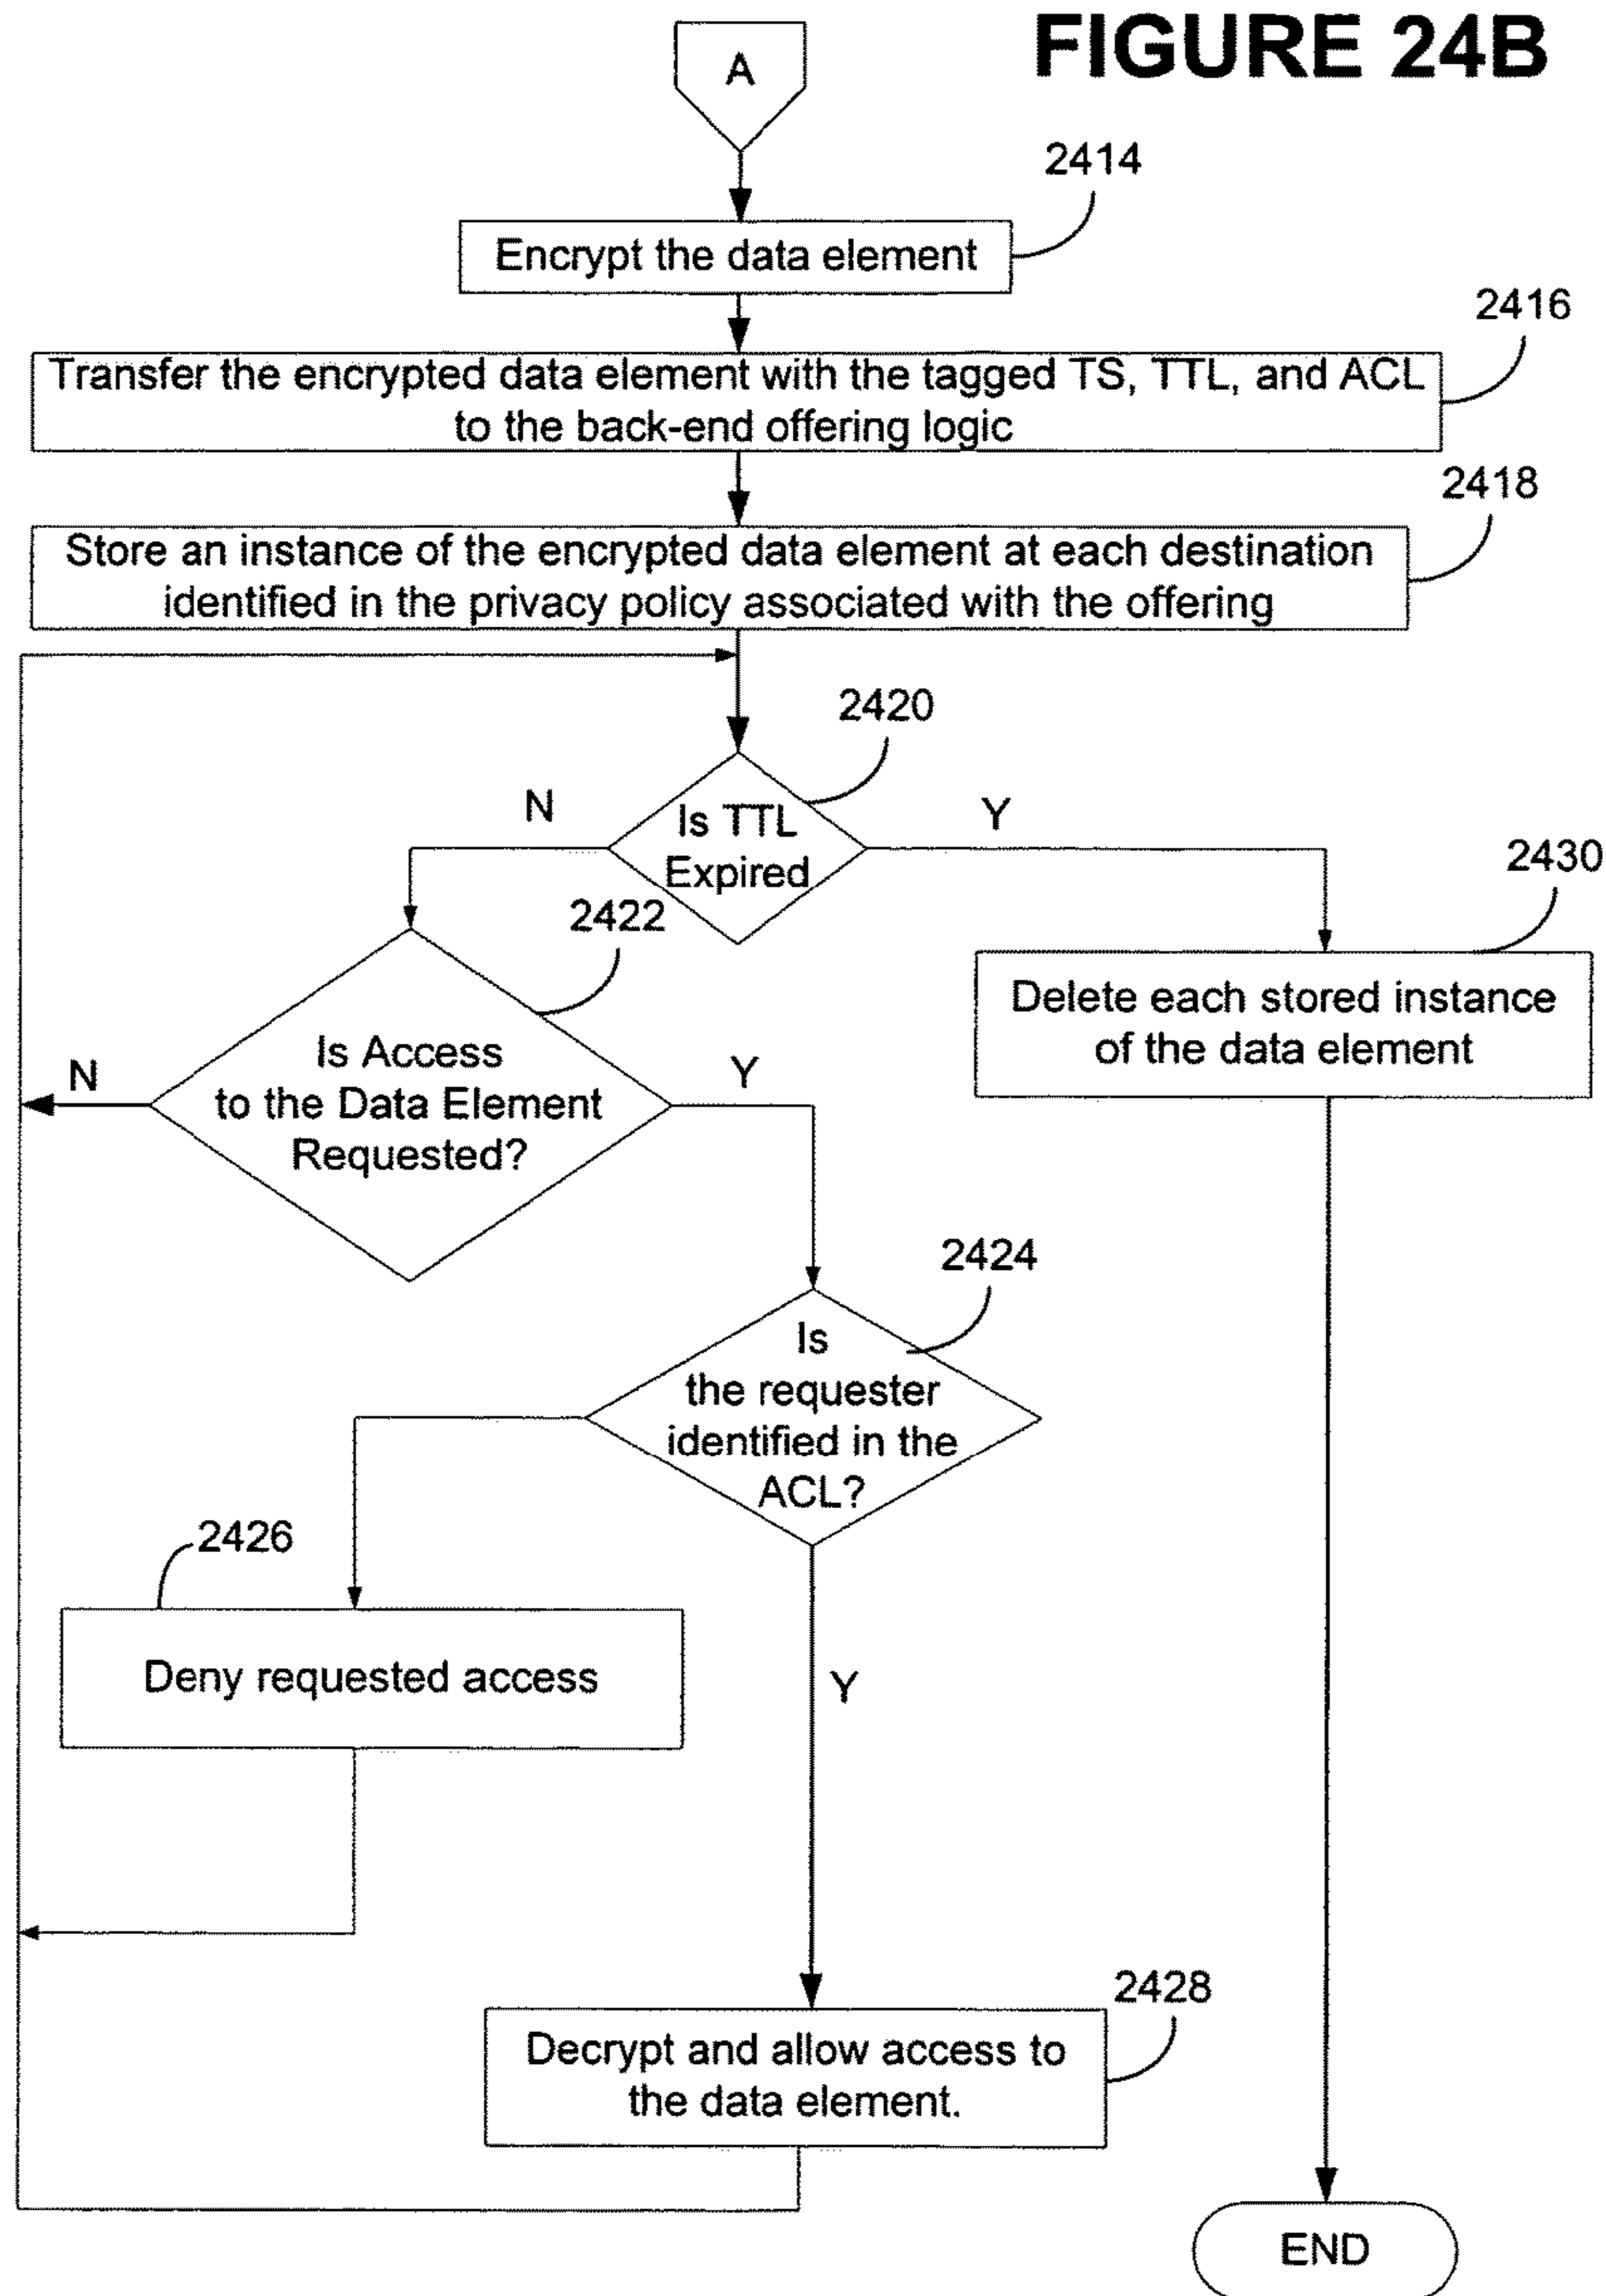 FIGURE 24B
A
2414
Encrypt the data element
2416
Transfer the encrypted data element with the tagged TS, TTL, and ACL
to the back-end offering logic
2418
Store an instance of the encrypted data element at each destination
identified in the privacy policy associated with the offering
2420
N
Is TTL
Expired
Y
2430
2422
Delete each stored instance
of the data element
Is Access
to the Data Element
Requested?
N
Y
2424
Is
the requester
identified in the
ACL?
2426
Deny requested access
Y
2428
Decrypt and allow access to
the data element.
END